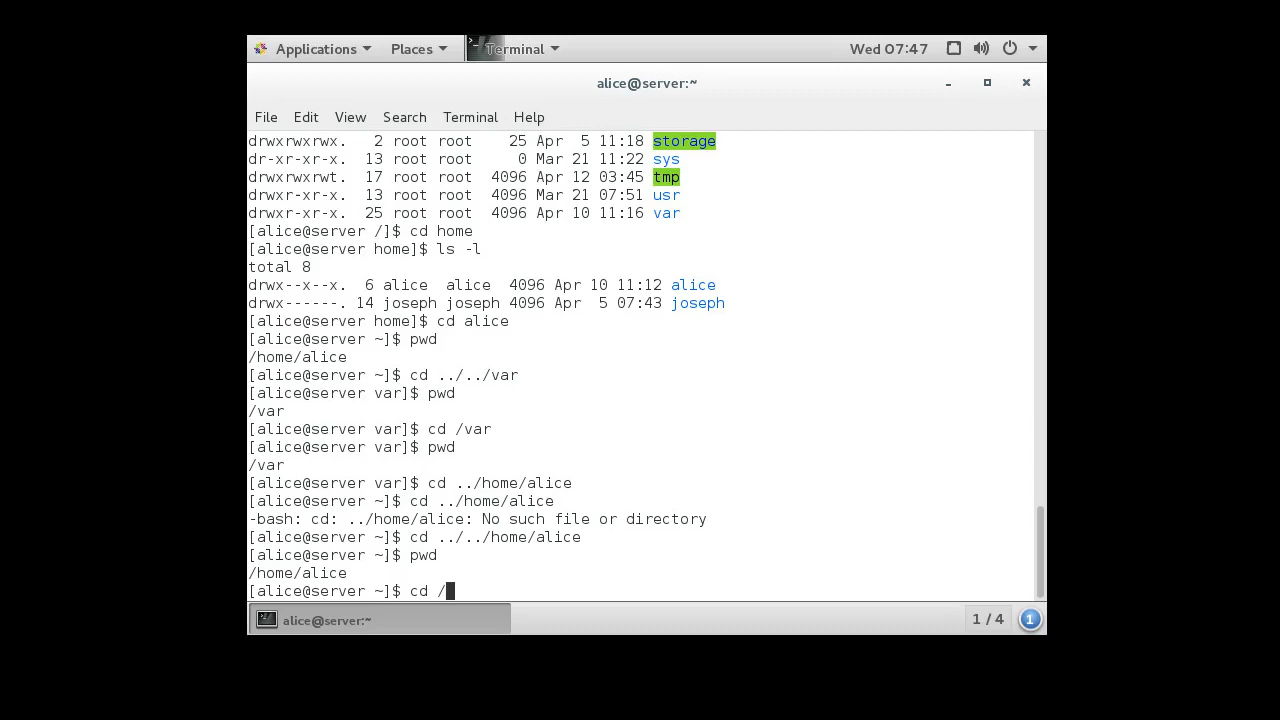 Applications Places Terminal Wed 07:47
alice@server:~
File Edit View Search Terminal Help
drwxrwxrwx.   2 root root    25 Apr  5 11:18 storage
dr-xr-xr-x.  13 root root     0 Mar 21 11:22 sys
drwxrwxrwt.  17 root root  4096 Apr 12 03:45 tmp
drwxr-xr-x.  13 root root  4096 Mar 21 07:51 usr
drwxr-xr-x.  25 root root  4096 Apr 10 11:16 var
[alice@server /]$ cd home
[alice@server home]$ ls -l
total 8
drwx--x--x.  6 alice  alice  4096 Apr 10 11:12 alice
drwx------. 14 joseph joseph 4096 Apr  5 07:43 joseph
[alice@server home]$ cd alice
[alice@server ~]$ pwd
/home/alice
[alice@server ~]$ cd ../../var
[alice@server var]$ pwd
/var
[alice@server var]$ cd /var
[alice@server var]$ pwd
/var
[alice@server var]$ cd ../home/alice
[alice@server ~]$ cd ../home/alice
-bash: cd: ../home/alice: No such file or directory
[alice@server ~]$ cd ../../home/alice
[alice@server ~]$ pwd
/home/alice
[alice@server ~]$ cd /
alice@server:~ 1 / 4 1